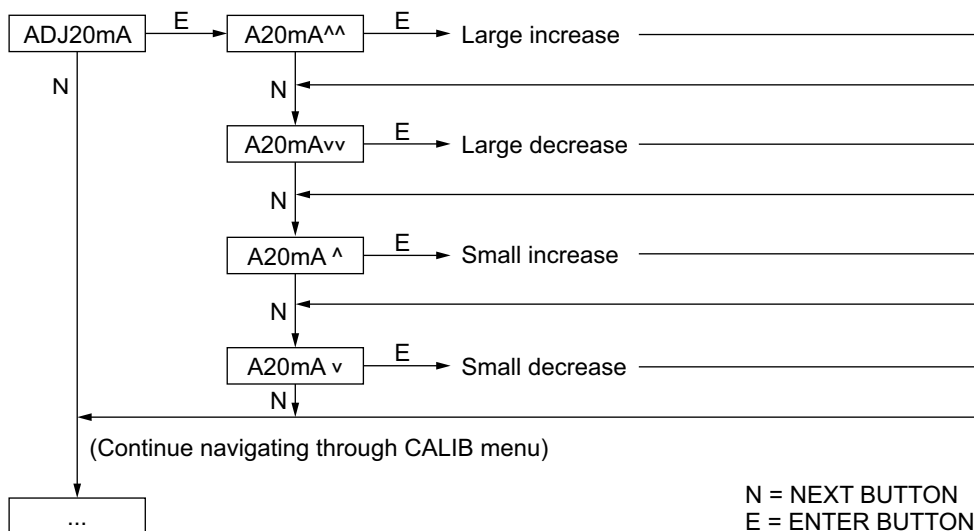 ADJ20mA E A20mA^^ E Large increase
N N
A20mAvv E Large decrease
N
A20mA ^ E Small increase
N
A20mA v E Small decrease
N
(Continue navigating through CALIB menu)
N = NEXT BUTTON
... E = ENTER BUTTON